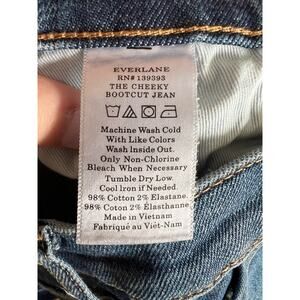 EVERLANE
RN# 139393
THE CHEEKY
BOOTCUT JEAN
Machine Wash Cold
With Like Colors
Wash Inside Out.
Only Non-Chlorine
Bleach When Necessary
Tumble Dry Low.
Cool lron if Needed.
98% Cotton 2% Elastane.
98% Coton 2% Élasthanne.
Made in Vietnam
Fabriqué au Viêt-Nam